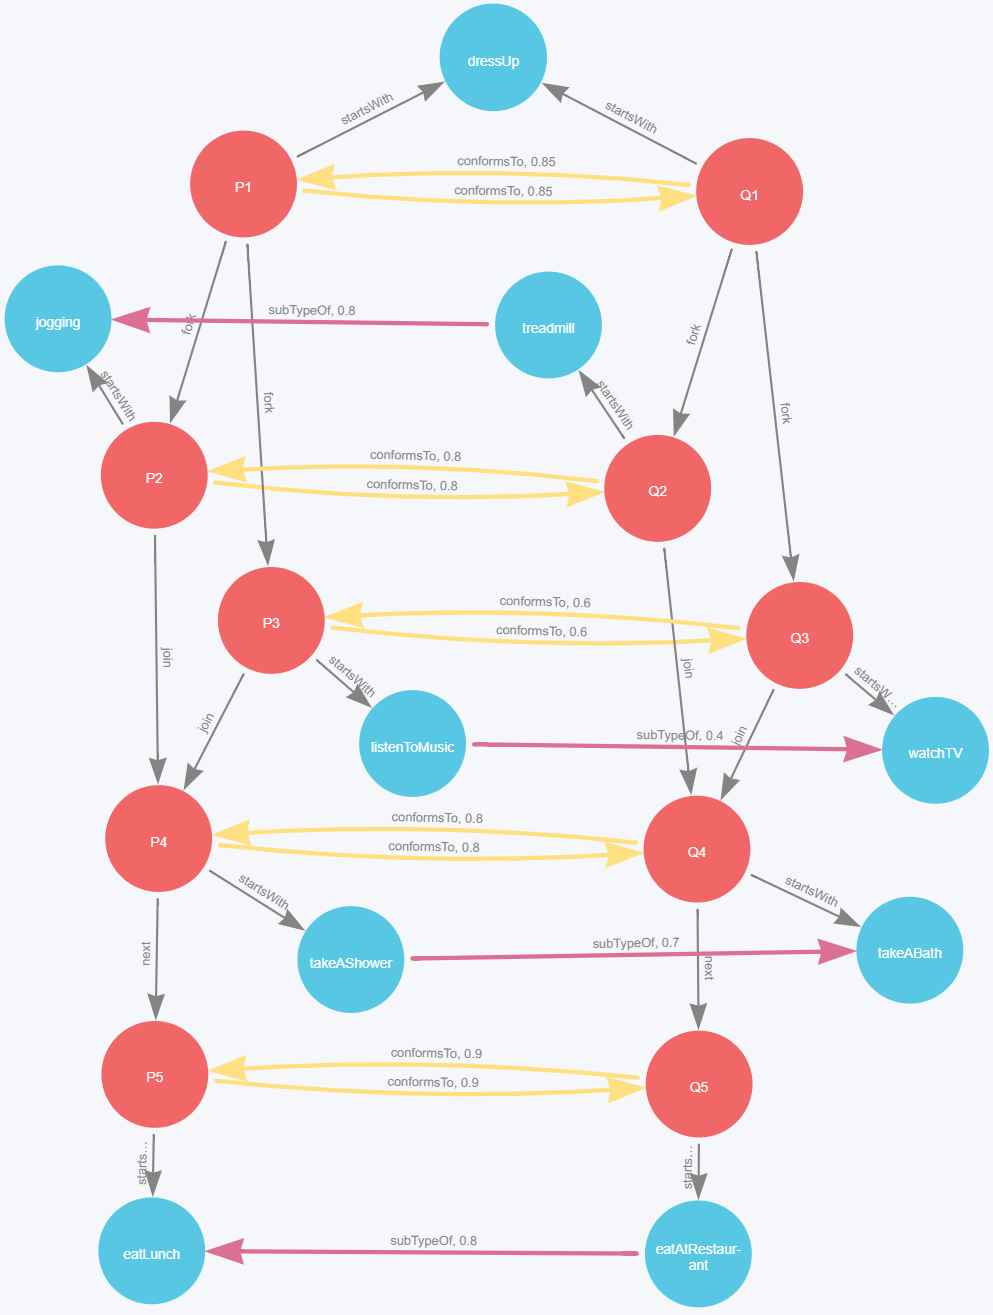 dressUp
startsWith
startsWith
conformsTo, 0.85
P1
conformsTo, 0.85
Q1
subTypeOf, 0.8
jogging
fork
treadmill
fork
startsWith
fork
startsWith
fork
conformsTo, 0.8
P2
conformsTo, 0.8
Q2
conformsTo, 0.6
P3
conformsTo, 0.6
Q3
join
startsWith
join
startsW...
join
subTypeOf, 0.4
join
listenToMusic
watchTV
conformsTo, 0.8
P4
conformsTo, 0.8
Q4
startsWith
startsWith
next
subTypeOf, 0.7
takeAShower
next
takeABath
conformsTo, 0.9
P5
conformsTo, 0.9
Q5
starts...
starts...
subTypeOf, 0.8
eatLunch
eatAtRestaur-
ant